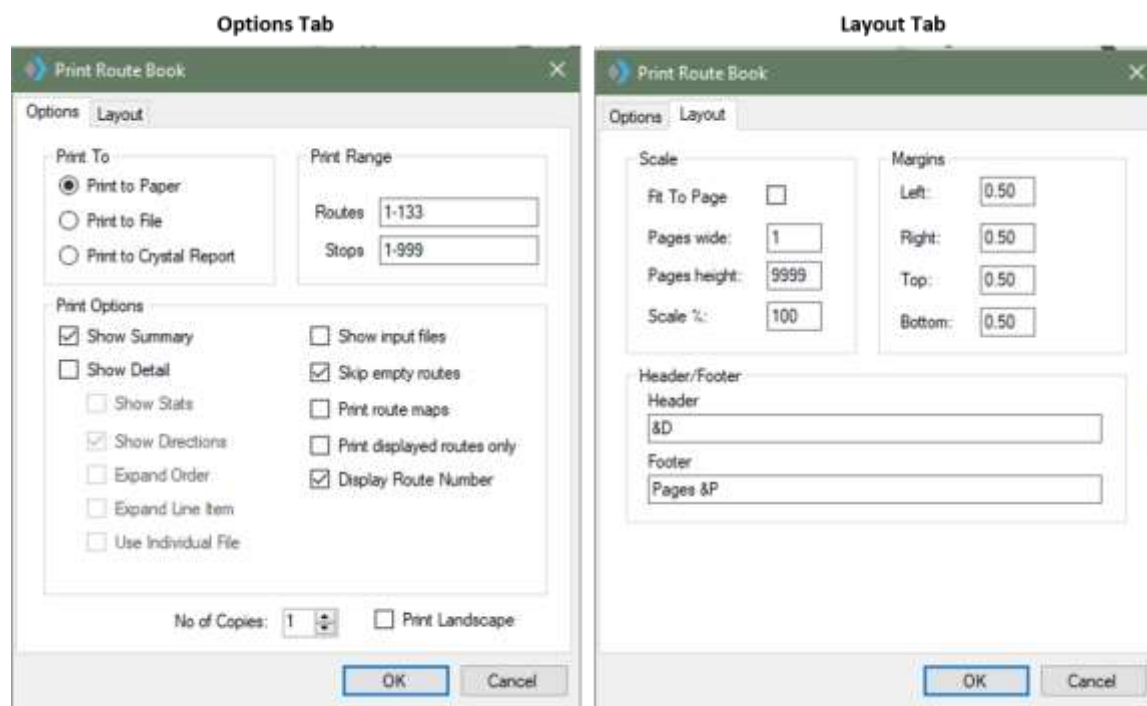 Options Tab
Print Route Book
Options Layout
Print To
Print to Paper
Print to File
Print to Crystal Report
Print Range
Routes 1-133
Stops 1-999
Print Options
Show Summary
Show Detail
Show Stats
Show Directions
Expand Order
Expand Line Item
Use Individual File
Show input files
Skip empty routes
Print route maps
Print displayed routes only
Display Route Number
No of Copies: 1
Print Landscape
OK Cancel
Layout Tab
Print Route Book
Options Layout
Scale
Fit To Page
Pages wide: 1
Pages height: 9999
Scale %: 100
Margins
Left: 0.50
Right: 0.50
Top: 0.50
Bottom: 0.50
Header/Footer
Header
&D
Footer
Pages &P
OK Cancel